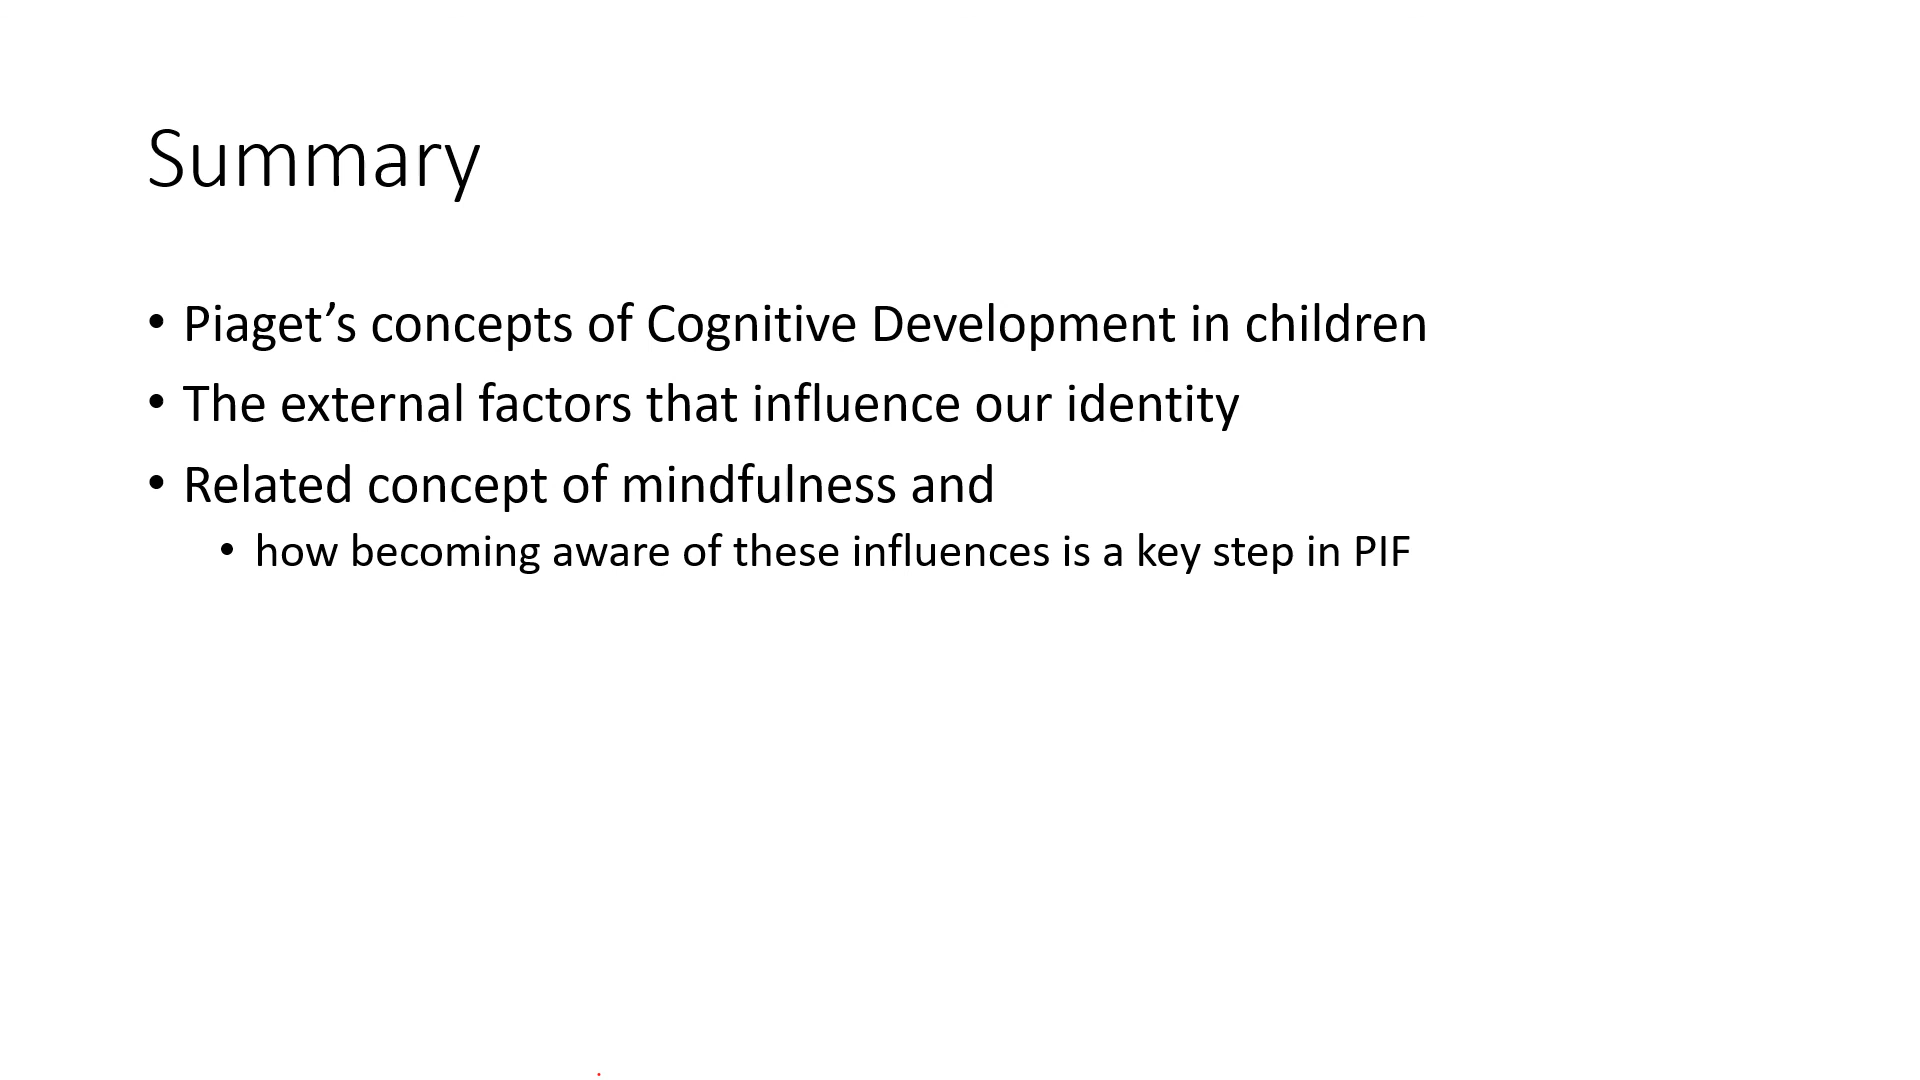 Summary
• Piaget’s concepts of Cognitive Development in children
• The external factors that influence our identity
• Related concept of mindfulness and
• how becoming aware of these influences is a key step in PIF